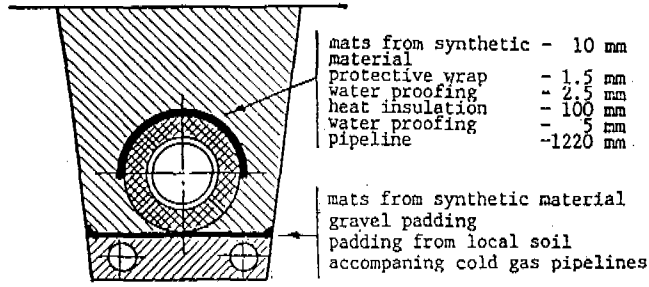 mats from synthetic - 10 mm
material
protective wrap - 1.5 mm
water proofing - 2.5 mm
heat insulation - 100 mm
water proofing - 5 mm
pipeline -1220 mm
mats from synthetic material
gravel padding
padding from local soil
accompaning cold gas pipelines